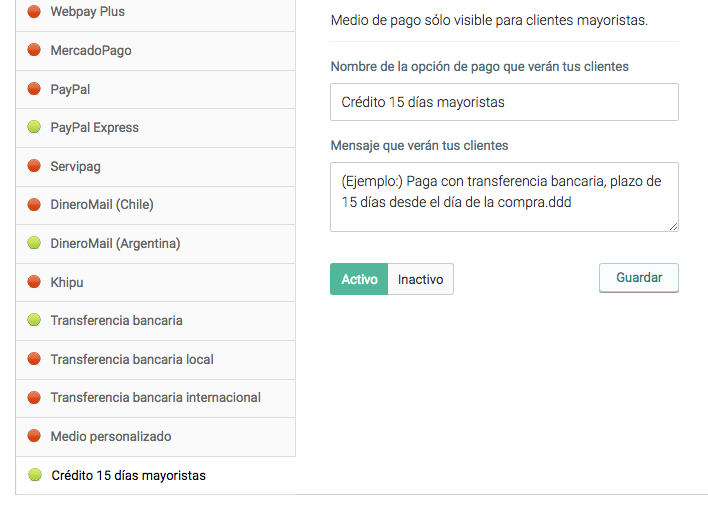 Webpay Plus
MercadoPago
PayPal
PayPal Express
Servipag
DineroMail (Chile)
DineroMail (Argentina)
Khipu
Transferencia bancaria
Transferencia bancaria local
Transferencia bancaria internacional
Medio personalizado
Crédito 15 días mayoristas
Medio de pago sólo visible para clientes mayoristas.
Nombre de la opción de pago que verán tus clientes
Crédito 15 días mayoristas
Mensaje que verán tus clientes
(Ejemplo:) Paga con transferencia bancaria, plazo de
15 días desde el día de la compra.ddd
Activo Inactivo
Guardar